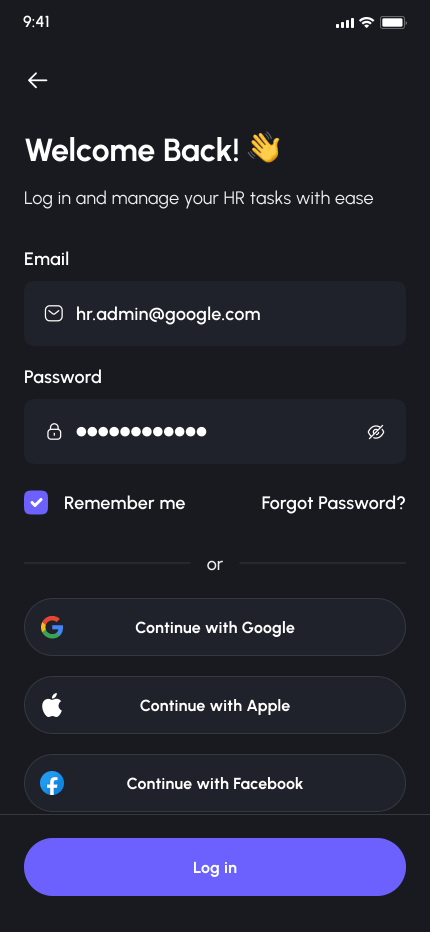 9:41
Welcome Back! 👋
Log in and manage your HR tasks with ease
Email
hr.admin@google.com
Password
●●●●●●●●●●●●
Remember me
Forgot Password?
or
Continue with Google
Continue with Apple
Continue with Facebook
Log in